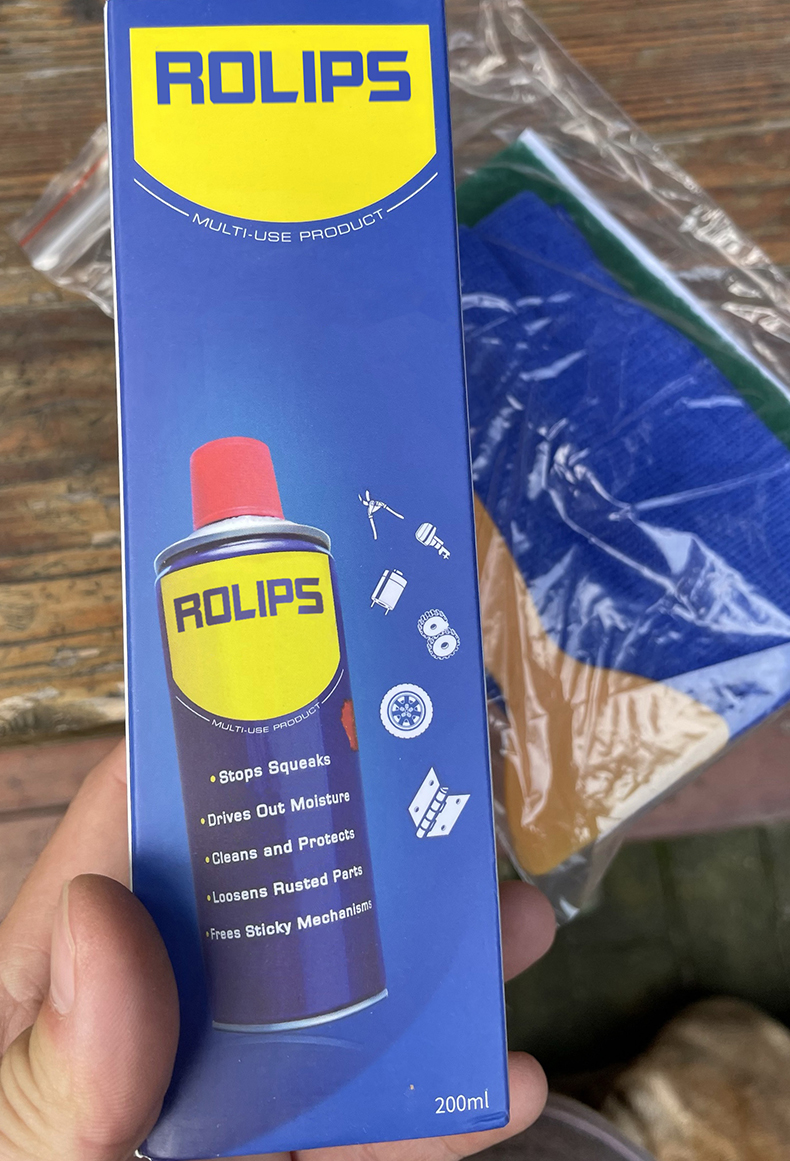 ROLIPS
MULTI-USE PRODUCT
ROLIPS
MULTI-USE PRODUCT
•Stops Squeaks
•Drives Out Moisture
•Cleans and Protects
•Loosens Rusted Parts
•Frees Sticky Mechanisms
200ml